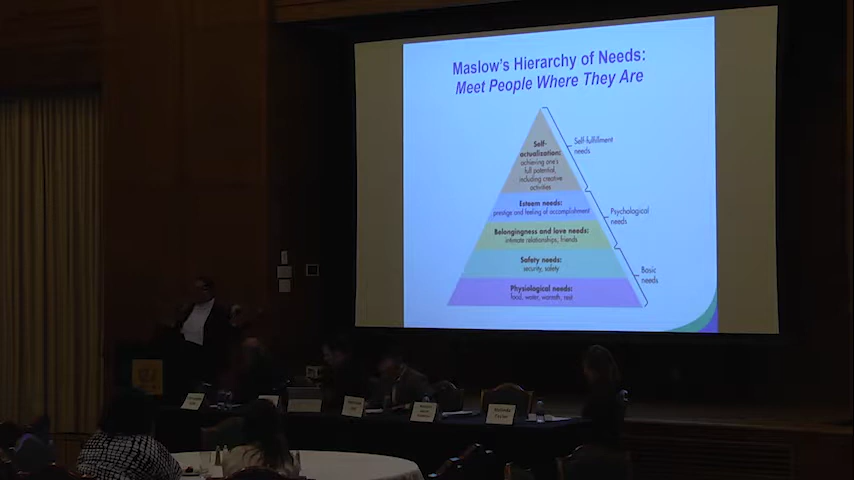 Maslow's Hierarchy of Needs:
Meet People Where They Are
Self-
actualization:
achieving one's
full potential,
including creative
activities
Self-fulfillment
needs
Esteem needs:
prestige and feeling of accomplishment
Psychological
needs
Belongingness and love needs:
intimate relationships, friends
Safety needs:
security, safety
Basic
needs
Physiological needs:
food, water, warmth, rest